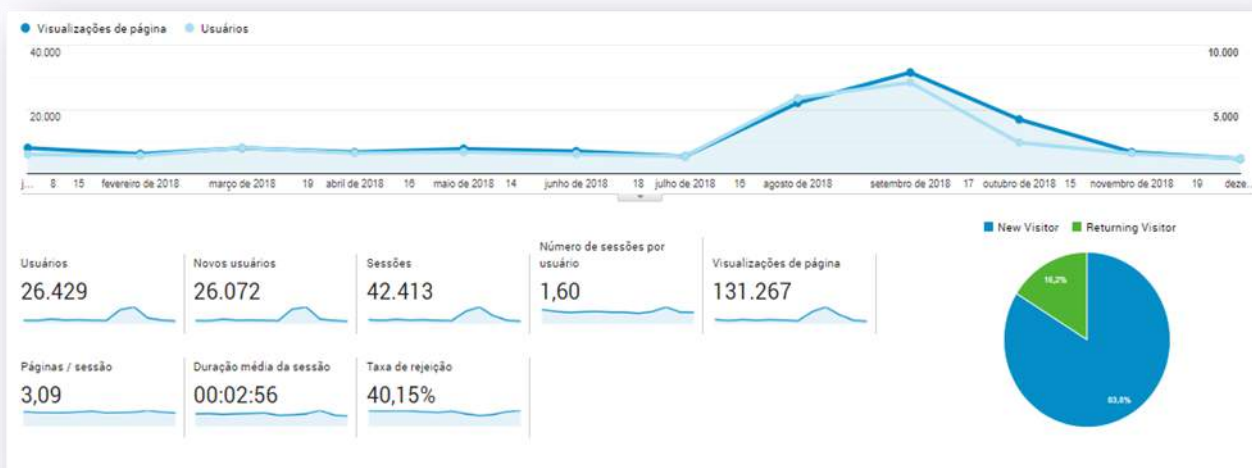 Visualizações de página Usuários
40.000 10.000
20.000 5.000
j... 8 15 fevereiro de 2018 março de 2018 19 abril de 2018 16 maio de 2018 14 junho de 2018 18 julho de 2018 16 agosto de 2018 setembro de 2018 17 outubro de 2018 15 novembro de 2018 19 deze...
New Visitor Returning Visitor
Usuários
26.429
Novos usuários
26.072
Sessões
42.413
Número de sessões por
usuário
1,60
Visualizações de página
131.267
Páginas / sessão
3,09
Duração média da sessão
00:02:56
Taxa de rejeição
40,15%
16,2%
83,8%